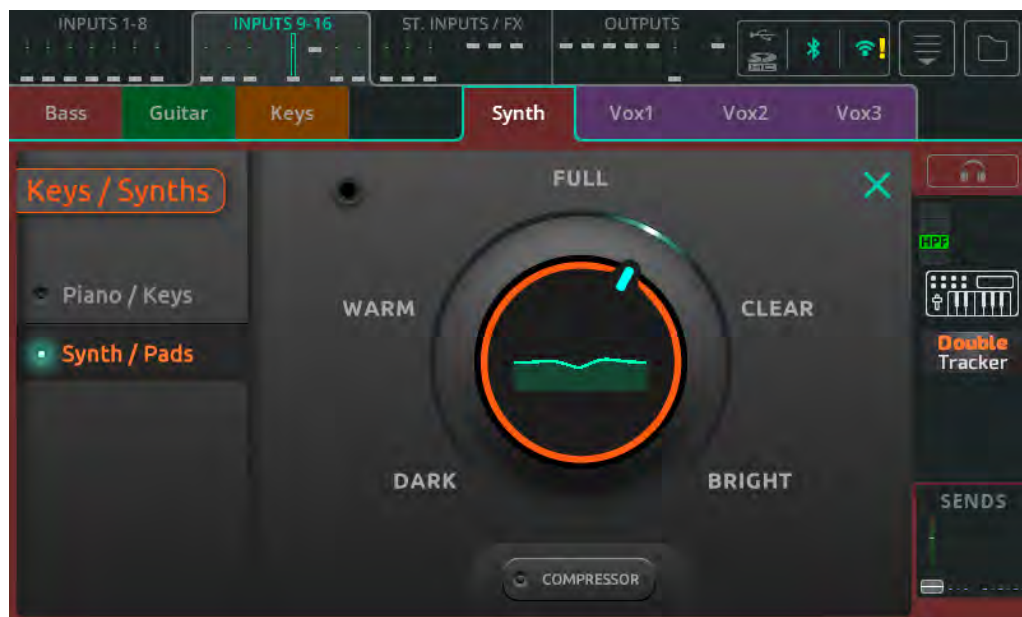 INPUTS 1-8
INPUTS 9-16
ST. INPUTS / FX
OUTPUTS
Bass
Guitar
Keys
Synth
Vox1
Vox2
Vox3
Keys / Synths
Piano / Keys
Synth / Pads
FULL
WARM
CLEAR
DARK
BRIGHT
COMPRESSOR
HPF
Double
Tracker
SENDS